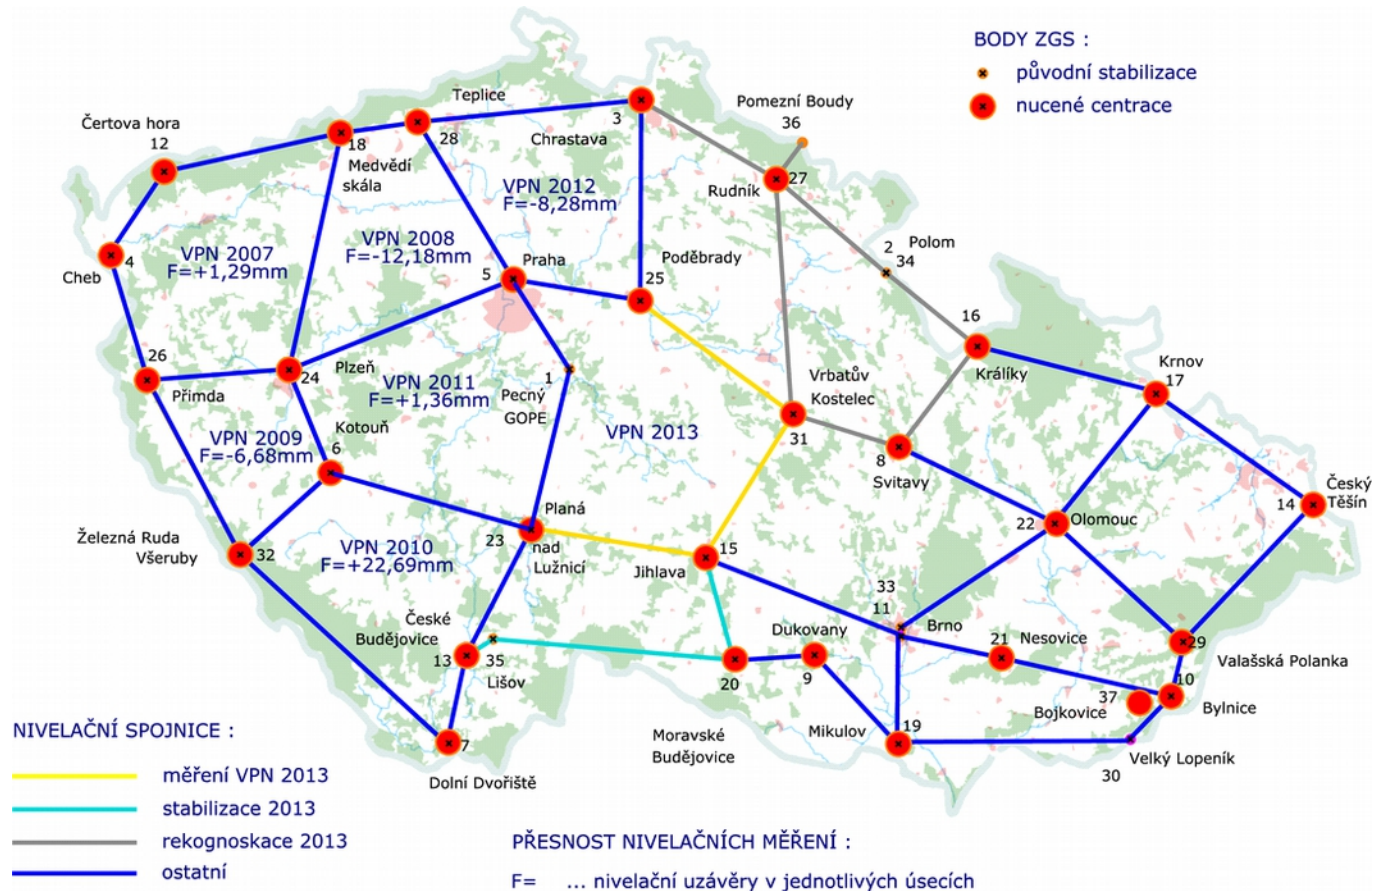 BODY ZGS :
původní stabilizace
nucené centrace
Teplice
Pomezní Boudy
36
Čertova hora
12
3
Chrastava
18
28
Medvědí
skála
VPN 2012
F=-8,28mm
Rudník
27
VPN 2007
F=+1,29mm
VPN 2008
F=-12,18mm
4
Cheb
5
Praha
Poděbrady
25
2
Polom
34
16
Králíky
Krnov
17
26
Přimda
24
Plzeň
VPN 2011
F=+1,36mm
1
Pecný
GOPE
Vrbatův
Kostelec
31
VPN 2009
F=-6,68mm
Kotouň
6
VPN 2013
8
Svitavy
Český
Těšín
14
Planá
nad
Lužnicí
23
22
Olomouc
Železná Ruda
Všeruby
32
VPN 2010
F=+22,69mm
15
Jihlava
33
11
Brno
České
Budějovice
13
35
Lišov
Dukovany
9
21
Nesovice
29
Valašská Polanka
20
10
Bylnice
37
Bojkovice
Moravské
Budějovice
Mikulov
19
Velký Lopeník
30
7
Dolní Dvořiště
NIVELAČNÍ SPOJNICE :
měření VPN 2013
stabilizace 2013
rekognoskace 2013
ostatní
PŘESNOST NIVELAČNÍCH MĚŘENÍ :
F= ... nivelační uzávěry v jednotlivých úsecích